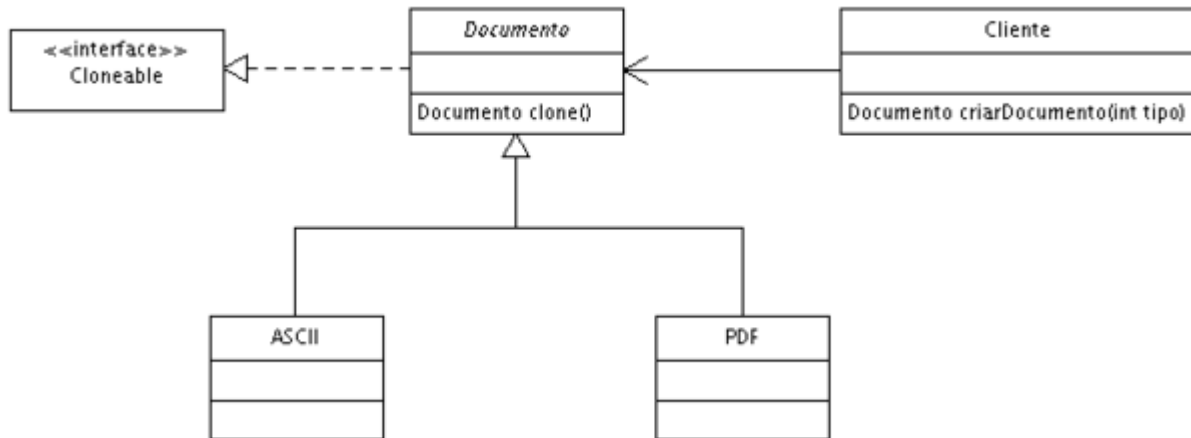 <<interface>>
Cloneable
Documento
Documento clone()
Cliente
Documento criarDocumento(int tipo)
ASCII
PDF